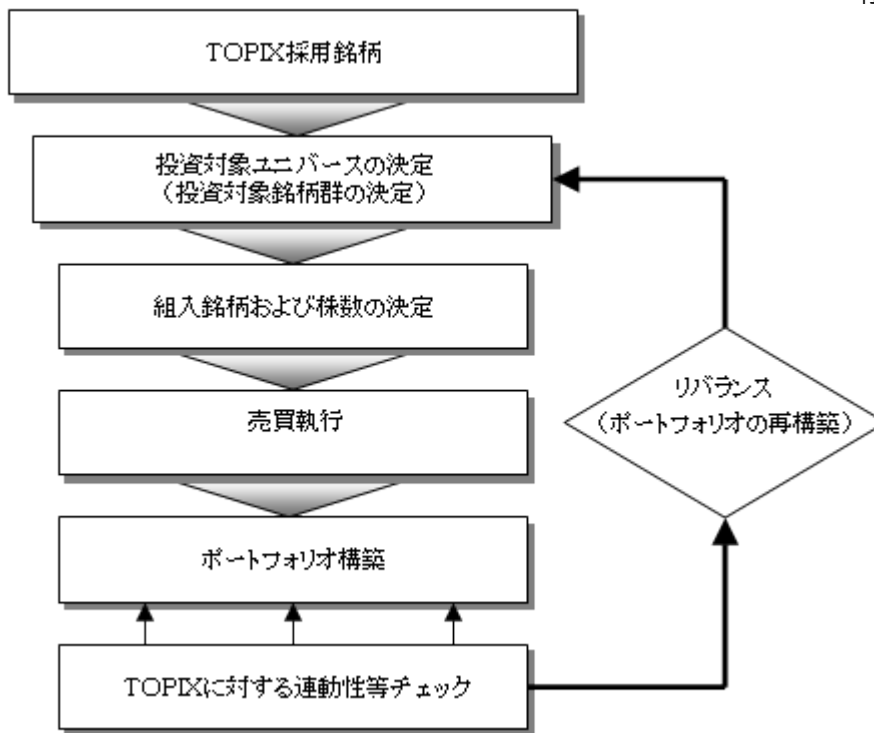 TOPIX採用銘柄
投資対象ユニバースの決定
（投資対象銘柄群の決定）
組入銘柄および株数の決定
売買執行
ポートフォリオ構築
TOPIXに対する連動性等チェック
リバランス
（ポートフォリオの再構築）